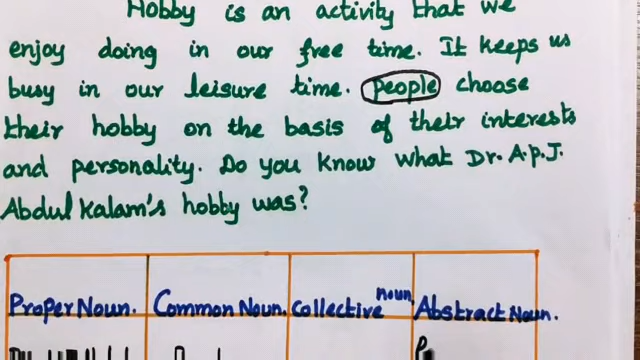 Hobby is an activity that we
enjoy doing in our free time. It keeps us
busy in our leisure time. people choose
their hobby on the basis of their interests
and personality. Do you know what Dr. A.P.J.
Abdul Kalam's hobby was?
Proper Noun. Common Noun. Collective noun Abstract Noun.